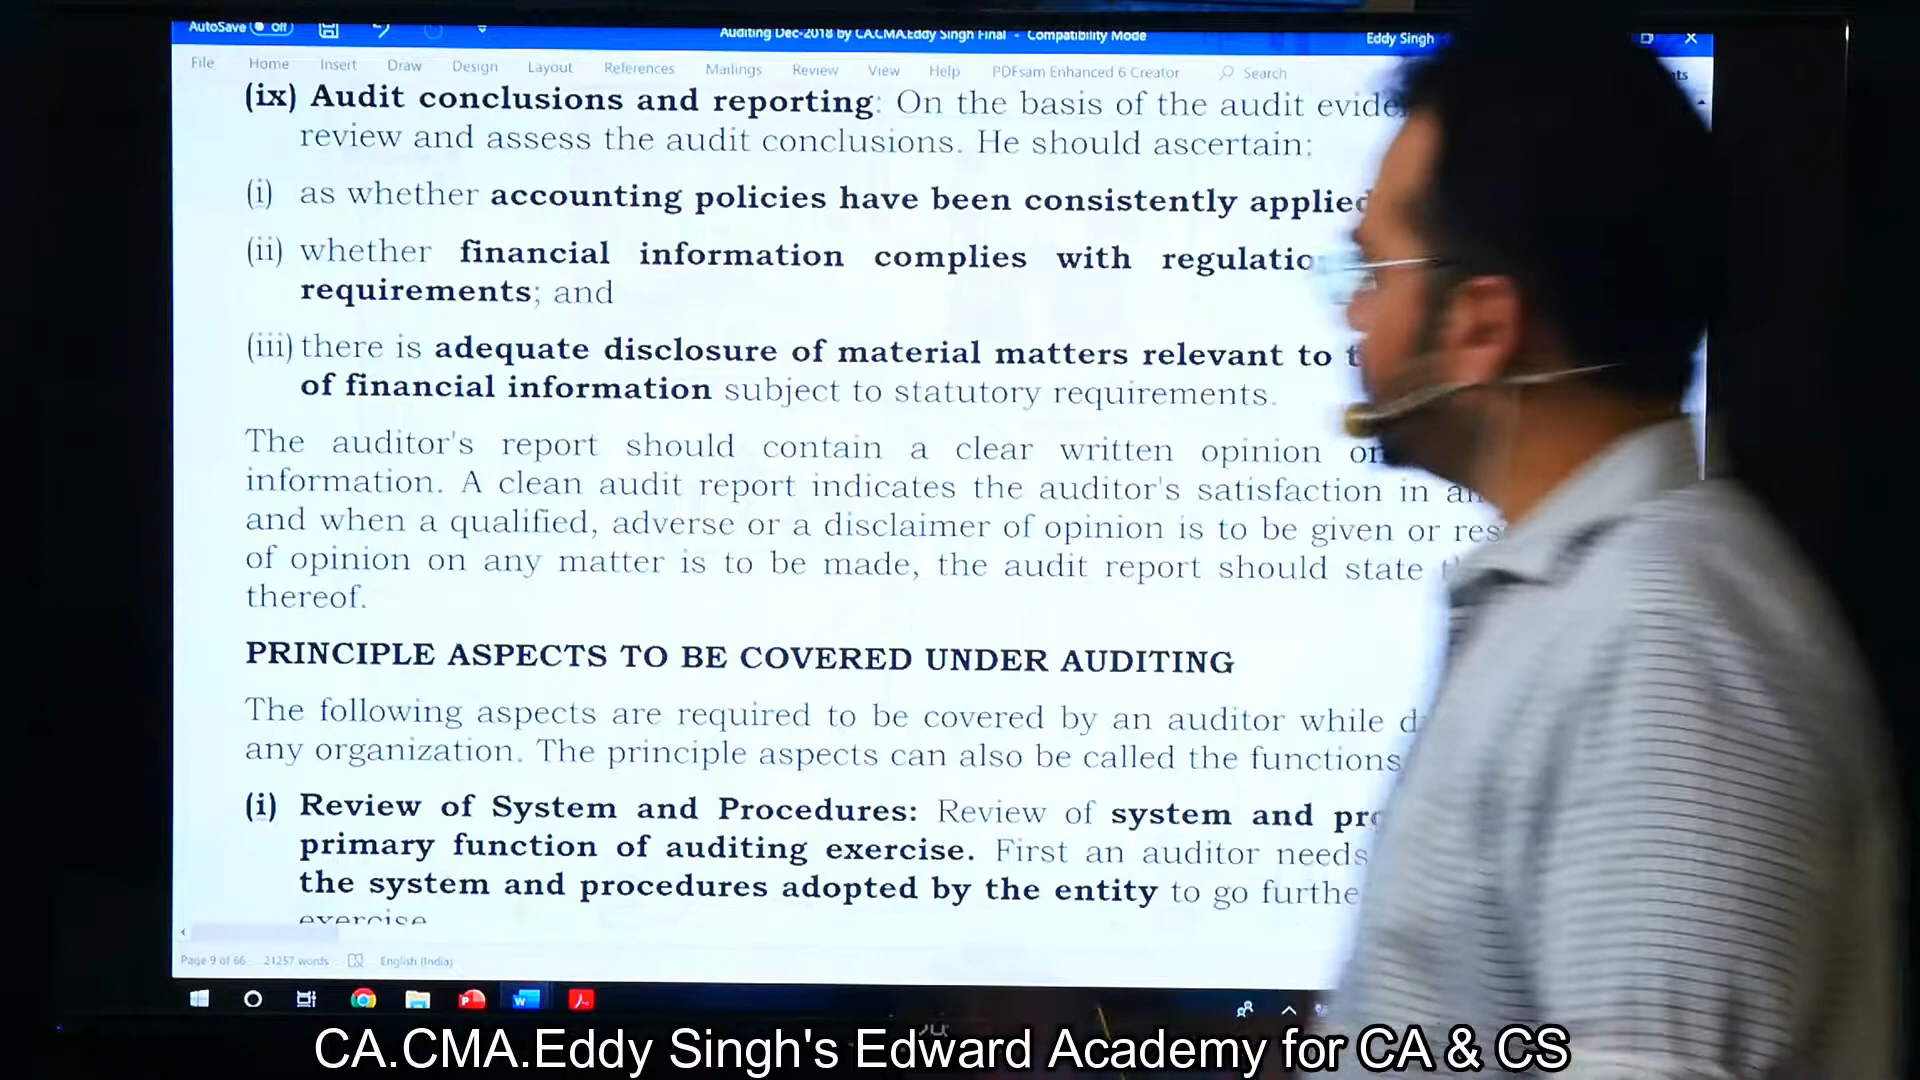 AutoSave Off
Auditing Dec-2018 by CA.CMA.Eddy Singh Final - Compatibility Mode
Eddy Singh
File Home Insert Draw Design Layout References Mailings Review View Help PDFsam Enhanced 6 Creator Search
(ix) Audit conclusions and reporting: On the basis of the audit
review and assess the audit conclusions. He should ascertain:
(i) as whether accounting policies have been consistently applied
(ii) whether financial information complies with
requirements; and
(iii) there is adequate disclosure of material matters relevant to
of financial information subject to statutory requirements.
The auditor's report should contain a clear written opinion
information. A clean audit report indicates the auditor's satisfaction in
and when a qualified, adverse or a disclaimer of opinion is to be given or
of opinion on any matter is to be made, the audit report should state
thereof.
PRINCIPLE ASPECTS TO BE COVERED UNDER AUDITING
The following aspects are required to be covered by an auditor while
any organization. The principle aspects can also be called the functions
(i) Review of System and Procedures: Review of system and
primary function of auditing exercise. First an auditor needs
the system and procedures adopted by the entity to go
exercise
Page 9 of 66 21257 words English (India)
CA.CMA.Eddy Singh's Edward Academy for CA & CS